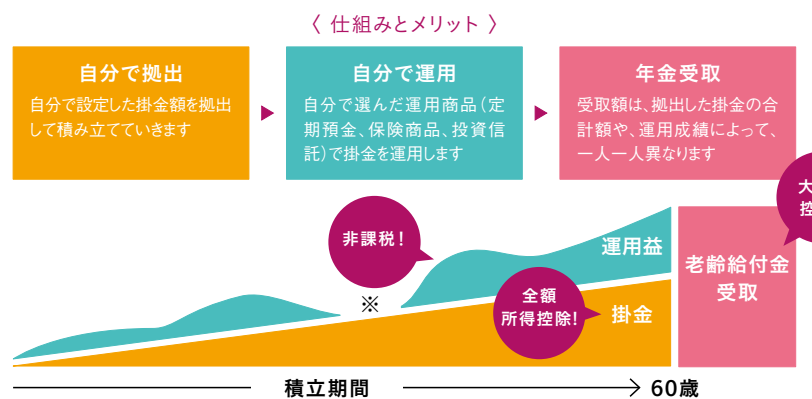 〈 仕組みとメリット 〉
自分で拠出
自分で設定した掛金額を拠出
して積み立てていきます
自分で運用
自分で選んだ運用商品(定
期預金、保険商品、投資信
託)で掛金を運用します
年金受取
受取額は、拠出した掛金の合
計額や、運用成績によって、
一人一人異なります
大
控
非課税!
運用益
老齢給付金
受取
※
全額
所得控除!
掛金
積立期間
60歳